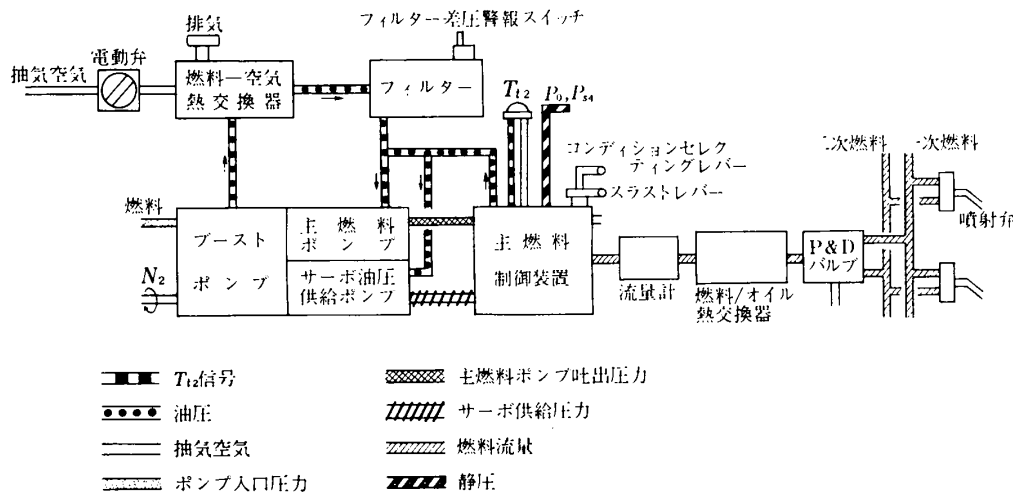 排気
フィルター差圧警報スイッチ
電動弁
抽気空気
燃料－空気
熱交換器
フィルター
Tt2
P0, Ps4
コンディションセレク
ティングレバー
スラストレバー
二次燃料
一次燃料
噴射弁
燃料
N2
ブースト
ポンプ
主燃料
ポンプ
サーボ油圧
供給ポンプ
主燃料
制御装置
流量計
燃料/オイル
熱交換器
P&D
バルブ
Tt2信号
油圧
抽気空気
ポンプ入口圧力
主燃料ポンプ吐出圧力
サーボ供給圧力
燃料流量
静圧